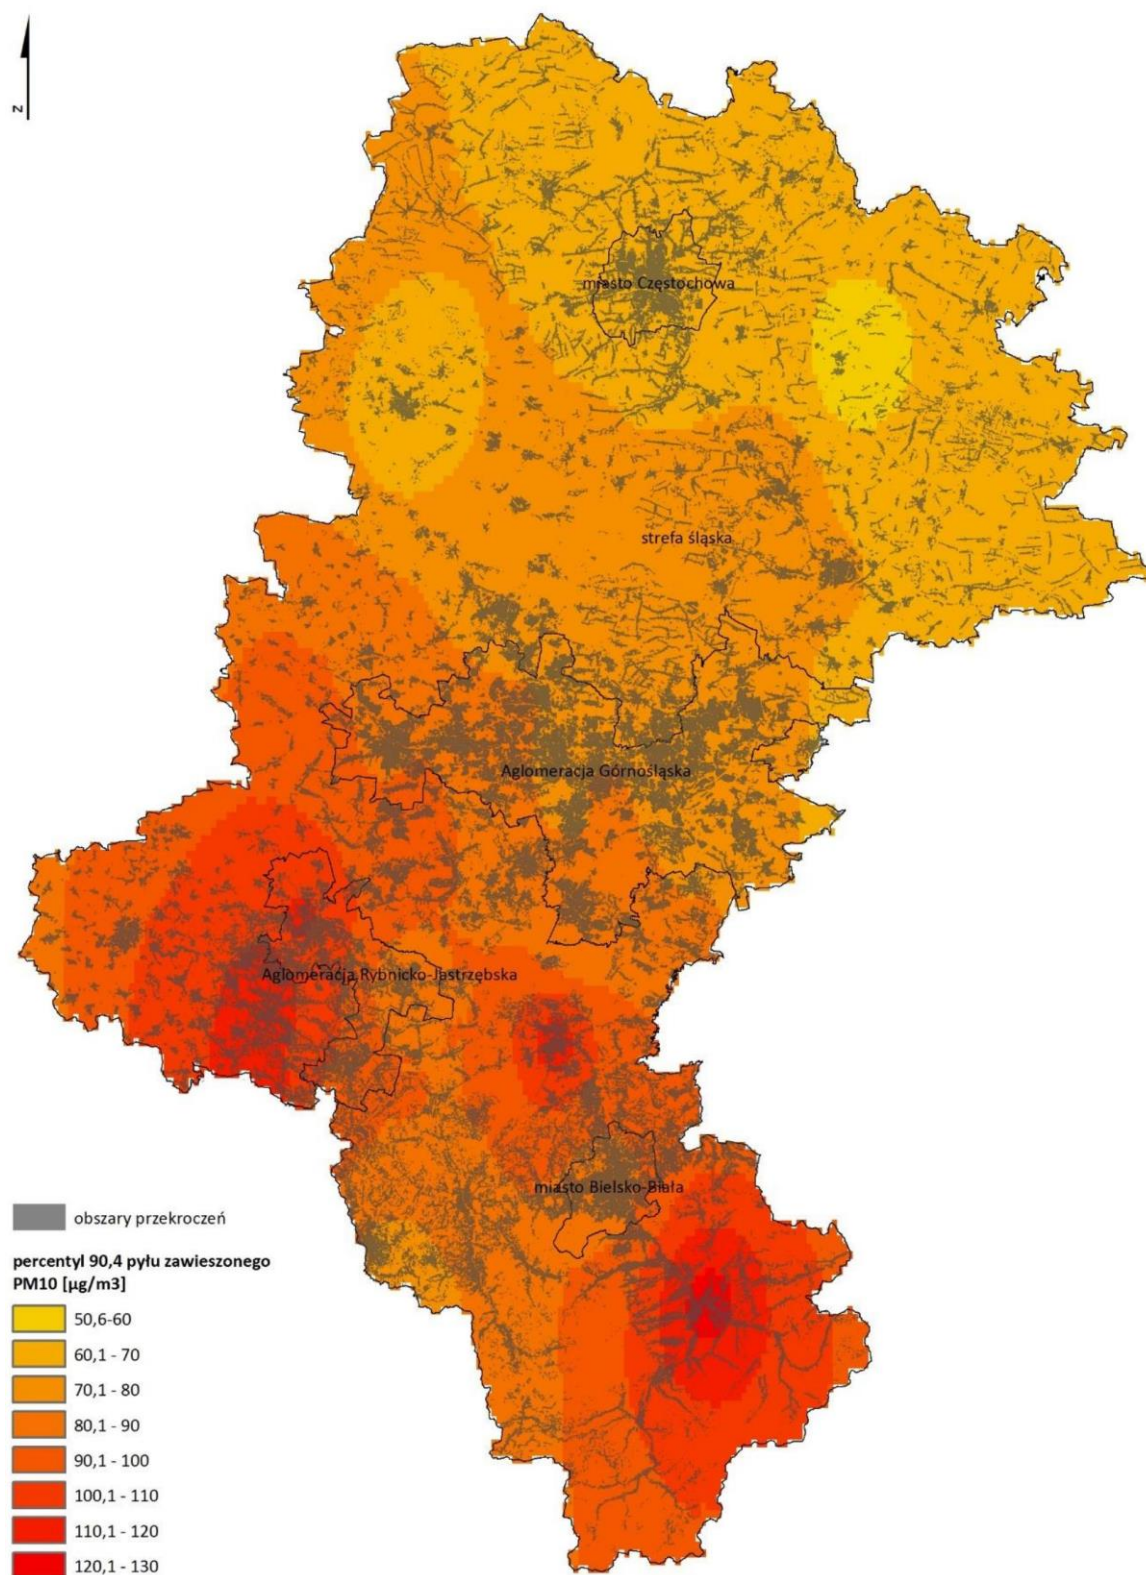 z
miasto Częstochowa
strefa śląska
Aglomeracja Górnośląska
Aglomeracja Rybnicko-Jastrzębska
miasto Bielsko-Biała
obszary przekroczeń
percentyl 90,4 pyłu zawieszonego
PM10 [µg/m3]
50,6-60
60,1 - 70
70,1 - 80
80,1 - 90
90,1 - 100
100,1 - 110
110,1 - 120
120,1 - 130